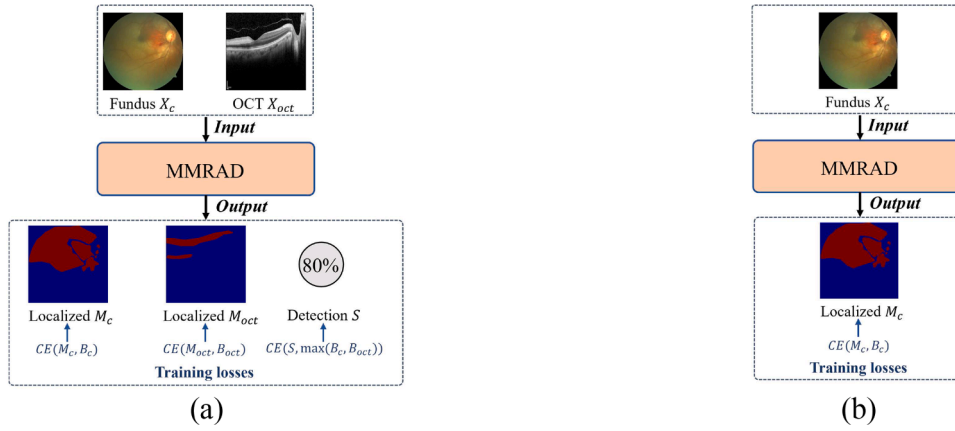 Fundus X_c
OCT X_oct
Input
MMRAD
Output
80%
Localized M_c
Localized M_oct
Detection S
CE(M_c, B_c)
CE(M_oct, B_oct)
CE(S, max(B_c, B_oct))
Training losses
(a)
Fundus X_c
Input
MMRAD
Output
Localized M_c
CE(M_c, B_c)
Training losses
(b)